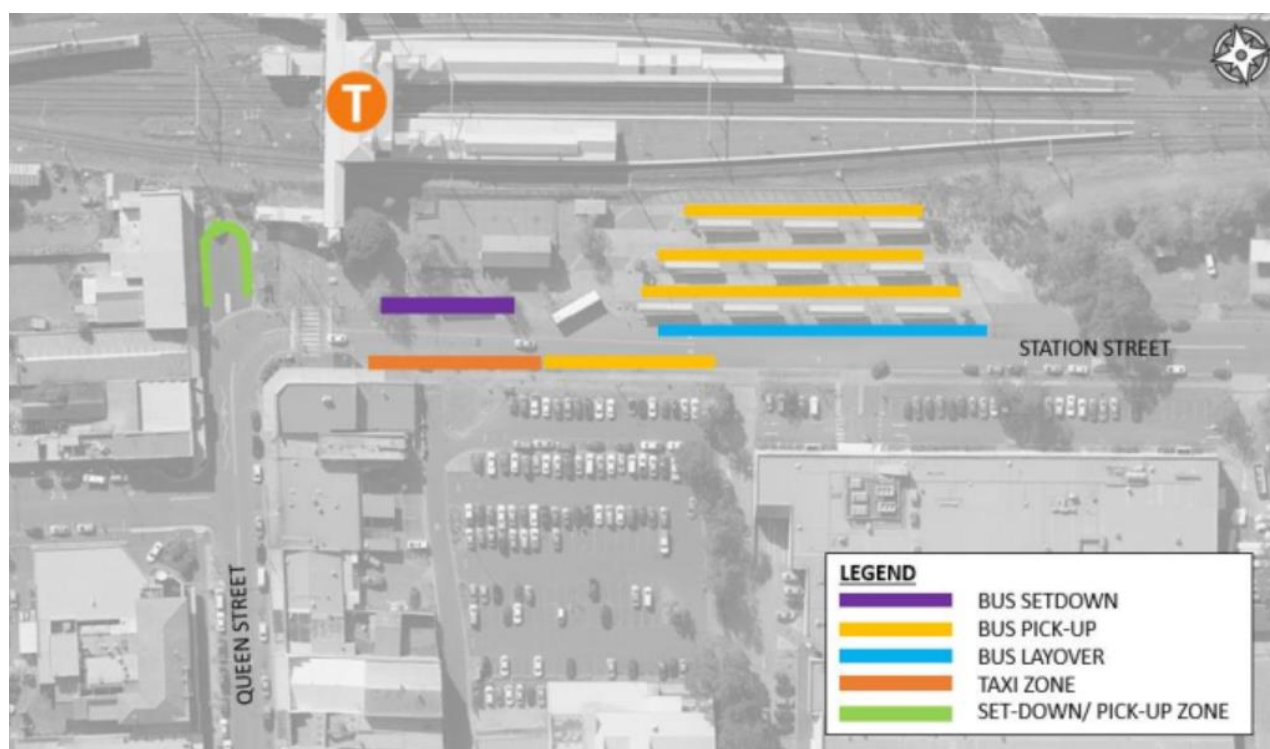 T
STATION STREET
QUEEN STREET
LEGEND
BUS SETDOWN
BUS PICK-UP
BUS LAYOVER
TAXI ZONE
SET-DOWN/ PICK-UP ZONE